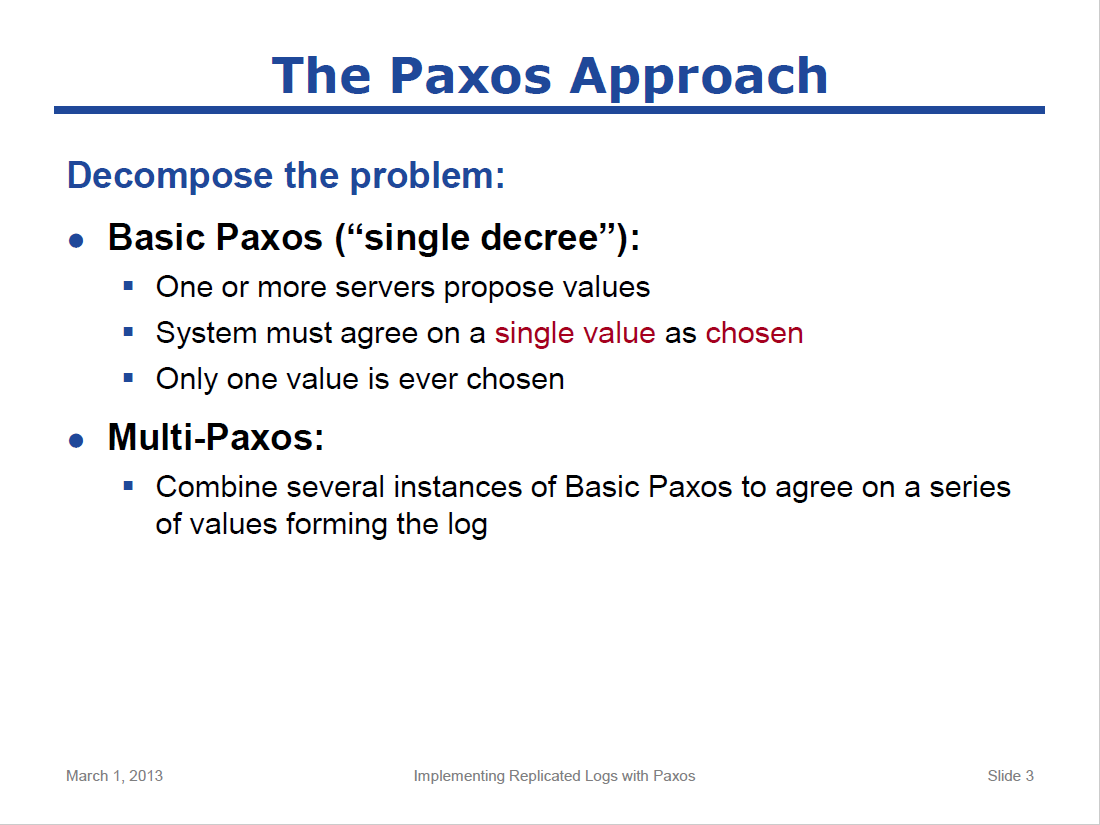 The Paxos Approach
Decompose the problem:
● Basic Paxos (“single decree”):
▪ One or more servers propose values
▪ System must agree on a single value as chosen
▪ Only one value is ever chosen
● Multi-Paxos:
▪ Combine several instances of Basic Paxos to agree on a series
of values forming the log
March 1, 2013 Implementing Replicated Logs with Paxos Slide 3